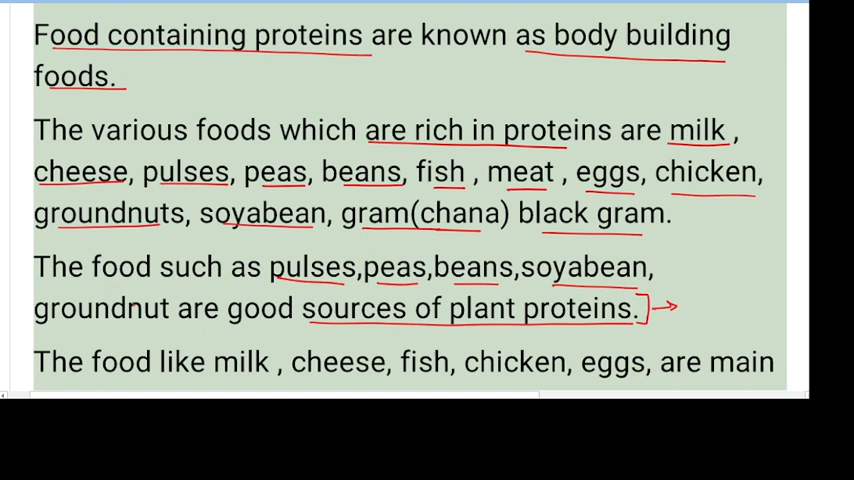 Food containing proteins are known as body building
foods.
The various foods which are rich in proteins are milk ,
cheese, pulses, peas, beans, fish , meat , eggs, chicken,
groundnuts, soyabean, gram(chana) black gram.
The food such as pulses,peas,beans,soyabean,
groundnut are good sources of plant proteins.
The food like milk , cheese, fish, chicken, eggs, are main